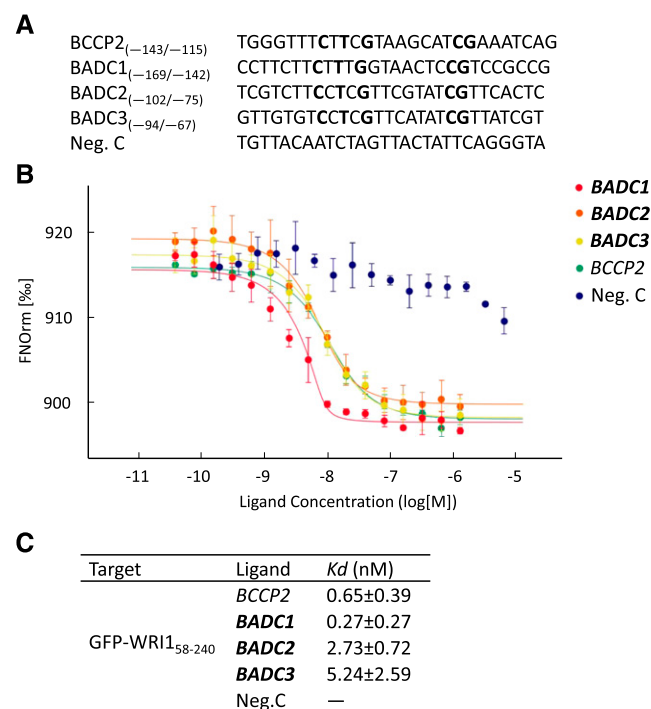 A
BCCP2(—143/—115) TGGGTTTCTTCGTAAGCATCGAAATCAG
BADC1(—169/—142) CCTTCTTCTTTGGTAACTCCGTCCGCCG
BADC2(—102/—75) TCGTCTTCCTCGTTCGTATCGTTCACTC
BADC3(—94/—67) GTTGTGTCCTCGTTCATATCGTTATCGT
Neg. C TGTTACAATCTAGTTACTATTCAGGGTA
B
920
910
900
FNOrm [‰]
-11 -10 -9 -8 -7 -6 -5
Ligand Concentration (log[M])
BADC1
BADC2
BADC3
BCCP2
Neg. C
C
Target Ligand Kd (nM)
BCCP2 0.65±0.39
BADC1 0.27±0.27
GFP-WRI158-240
BADC2 2.73±0.72
BADC3 5.24±2.59
Neg.C —